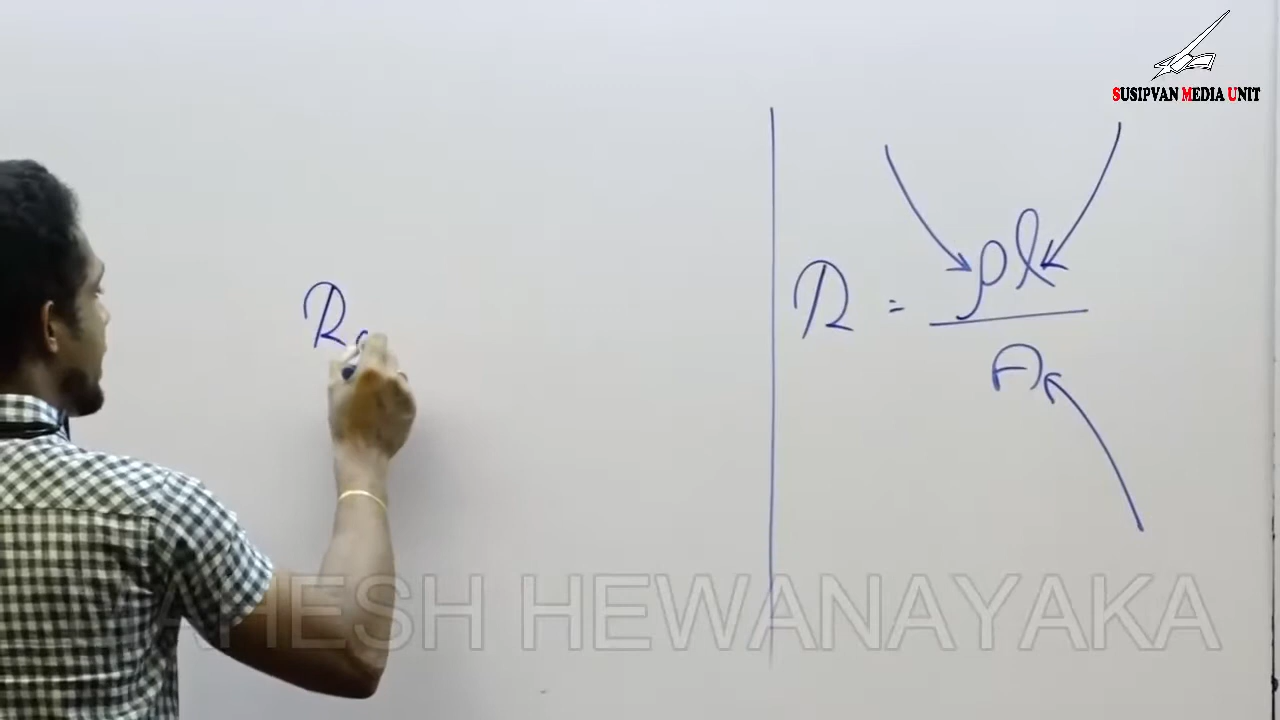 SUSIPVAN MEDIA UNIT
R
R = ρl / A
HESH HEWANAYAKA